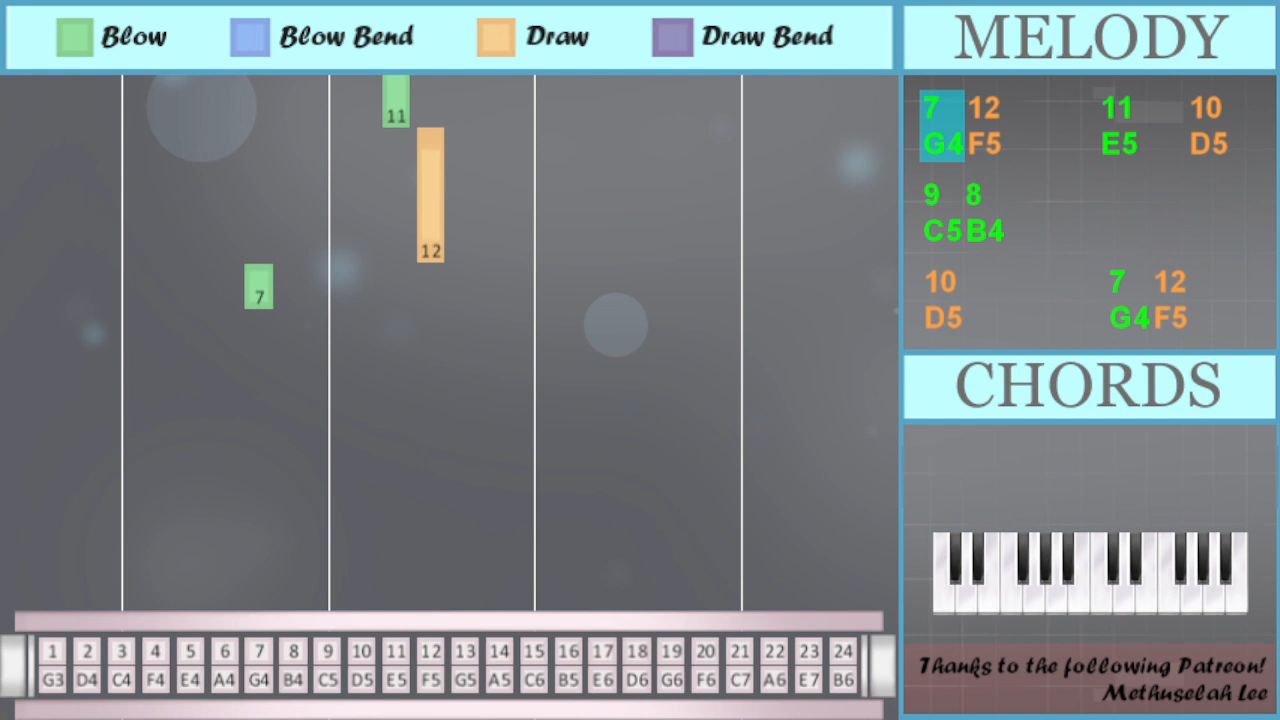 Blow Blow Bend Draw Draw Bend
MELODY
11
12
7
7 12 11 10
G4 F5 E5 D5
9 8
C5 B4
10 7 12
D5 G4 F5
CHORDS
1 2 3 4 5 6 7 8 9 10 11 12 13 14 15 16 17 18 19 20 21 22 23 24
G3 D4 C4 F4 E4 A4 G4 B4 C5 D5 E5 F5 G5 A5 C6 B5 E6 D6 G6 F6 C7 A6 E7 B6
Thanks to the following Patreon!
Methuselah Lee